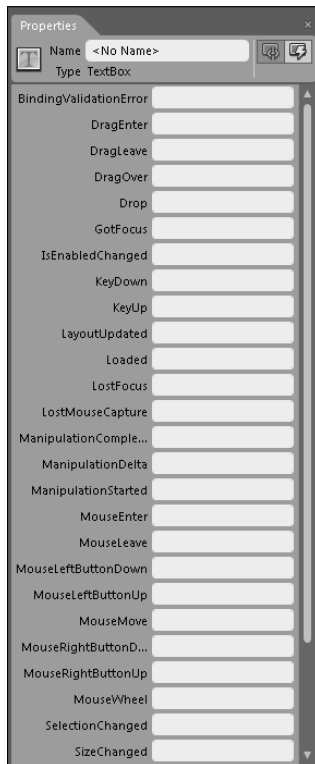 Properties
Name <No Name>
Type TextBox
BindingValidationError
DragEnter
DragLeave
DragOver
Drop
GotFocus
IsEnabledChanged
KeyDown
KeyUp
LayoutUpdated
Loaded
LostFocus
LostMouseCapture
ManipulationComple...
ManipulationDelta
ManipulationStarted
MouseEnter
MouseLeave
MouseLeftButtonDown
MouseLeftButtonUp
MouseMove
MouseRightButtonD...
MouseRightButtonUp
MouseWheel
SelectionChanged
SizeChanged